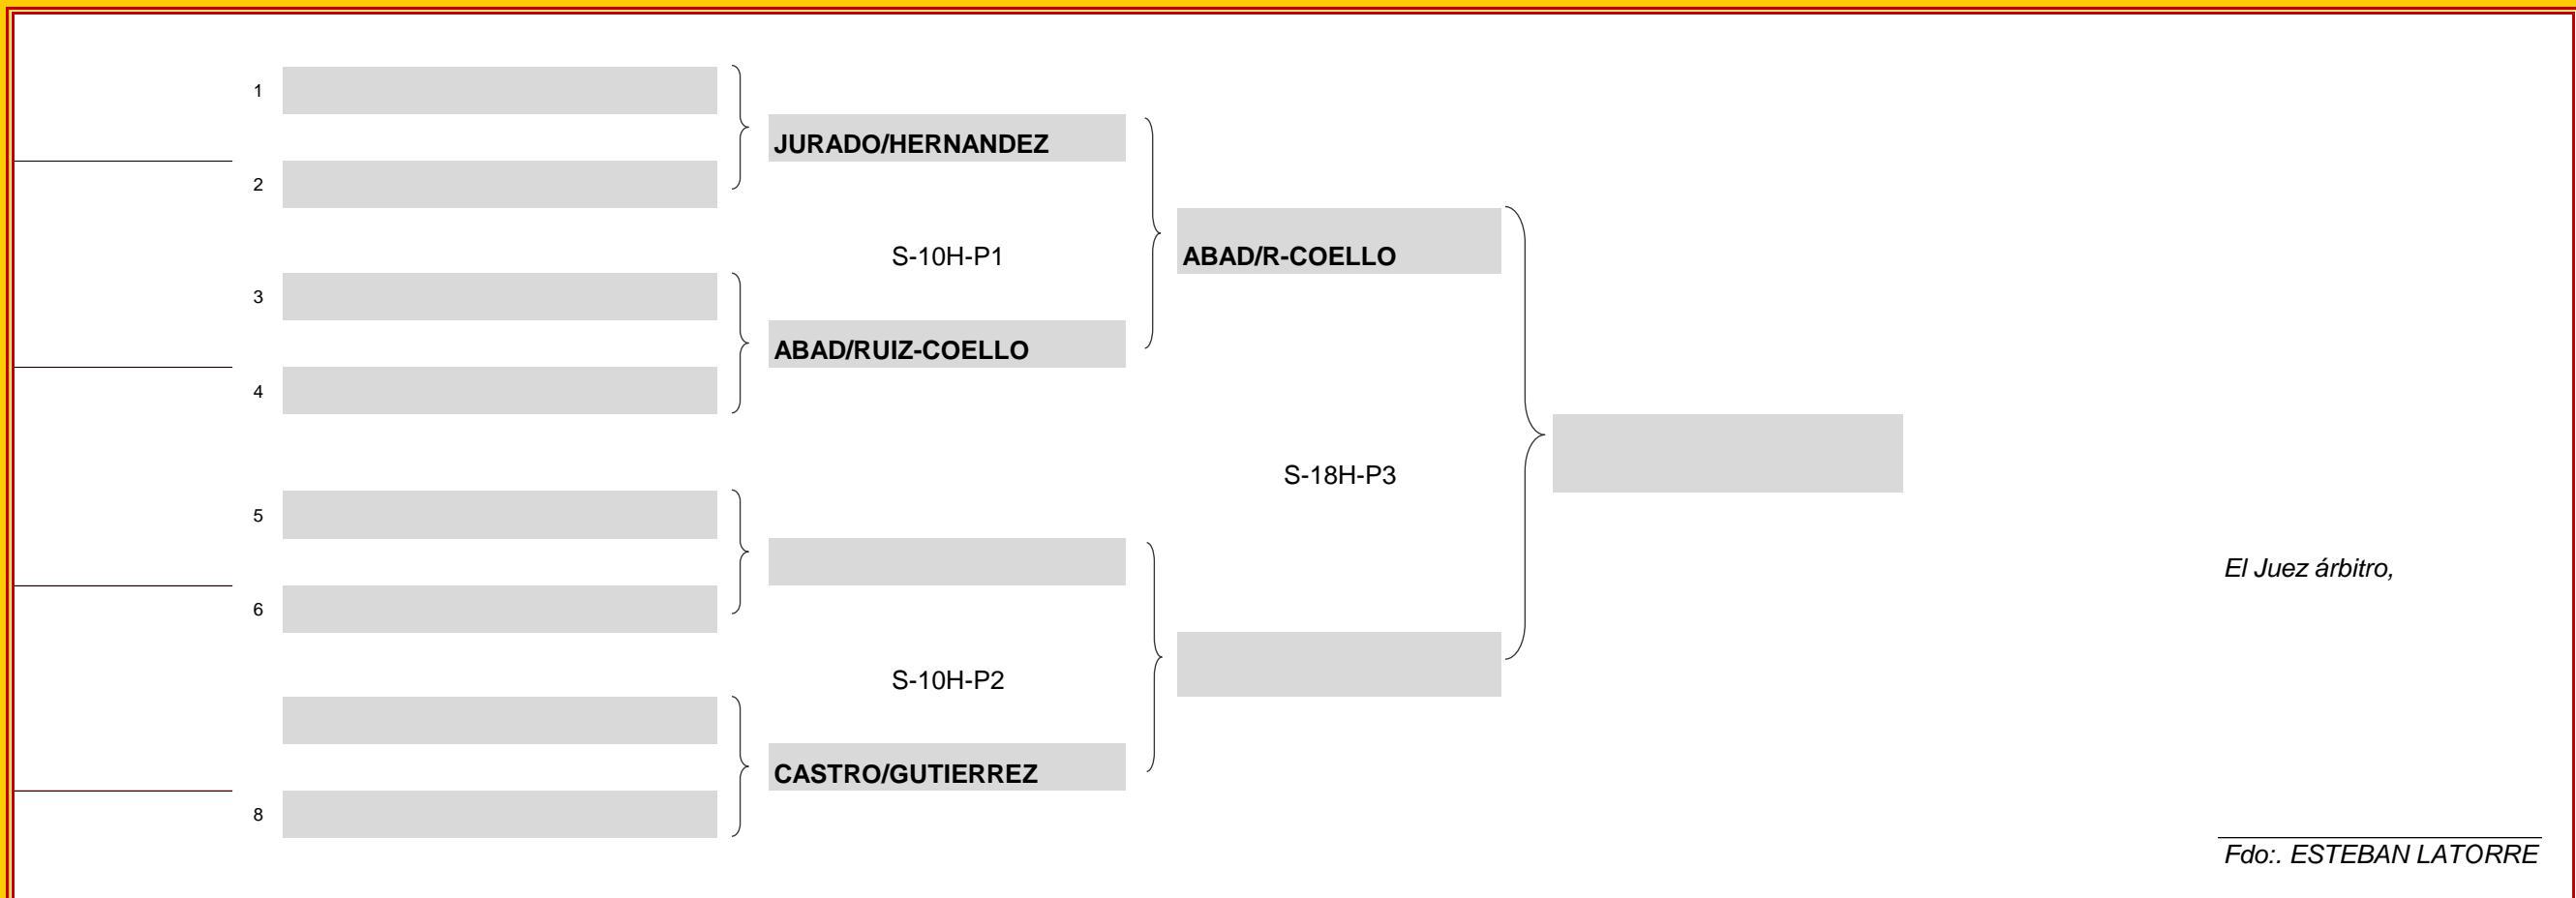 1
JURADO/HERNANDEZ
2
S-10H-P1
ABAD/R-COELLO
3
ABAD/RUIZ-COELLO
4
S-18H-P3
5
El Juez árbitro,
6
S-10H-P2
CASTRO/GUTIERREZ
8
Fdo:. ESTEBAN LATORRE